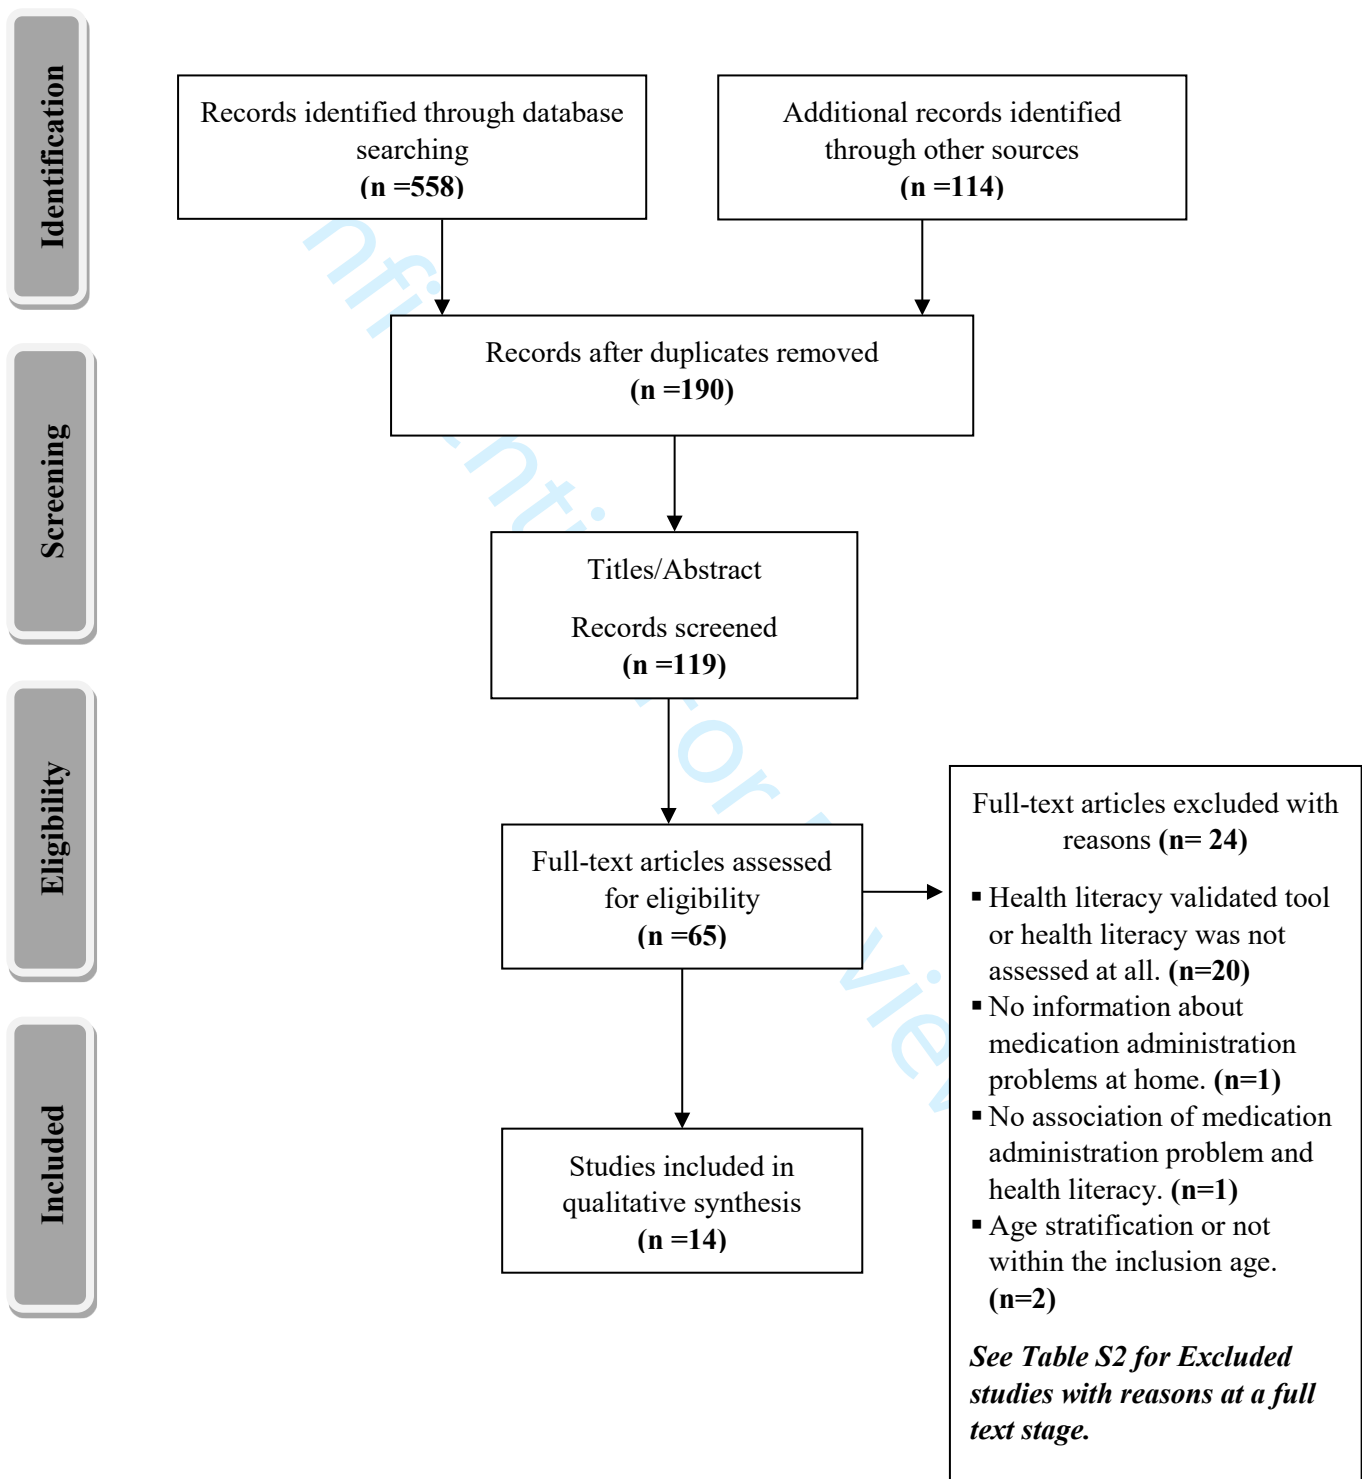 Identification
Records identified through database
searching
(n =558)
Additional records identified
through other sources
(n =114)
Screening
Records after duplicates removed
(n =190)
Titles/Abstract
Records screened
(n =119)
Eligibility
Full-text articles assessed
for eligibility
(n =65)
Full-text articles excluded with
reasons (n= 24)
▪ Health literacy validated tool
or health literacy was not
assessed at all. (n=20)
▪ No information about
medication administration
problems at home. (n=1)
▪ No association of medication
administration problem and
health literacy. (n=1)
▪ Age stratification or not
within the inclusion age.
(n=2)
See Table S2 for Excluded
studies with reasons at a full
text stage.
Included
Studies included in
qualitative synthesis
(n =14)